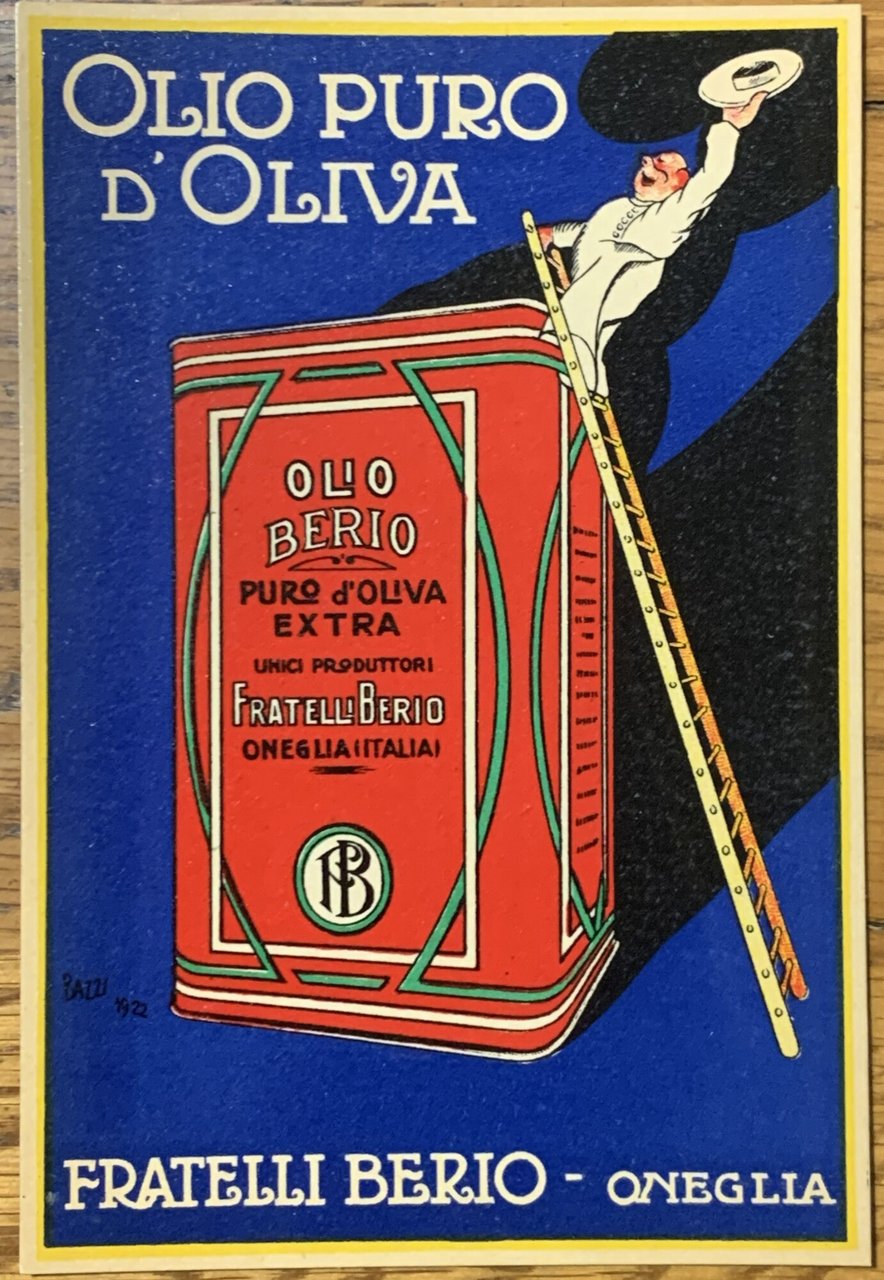 OLIO PURO
D'OLIVA
OLIO
BERIO
PURO d'OLIVA
EXTRA
UNICI PRODUTTORI
FRATELLI BERIO
ONEGLIA (ITALIA)
FB
BAZZI
1922
FRATELLI BERIO - ONEGLIA